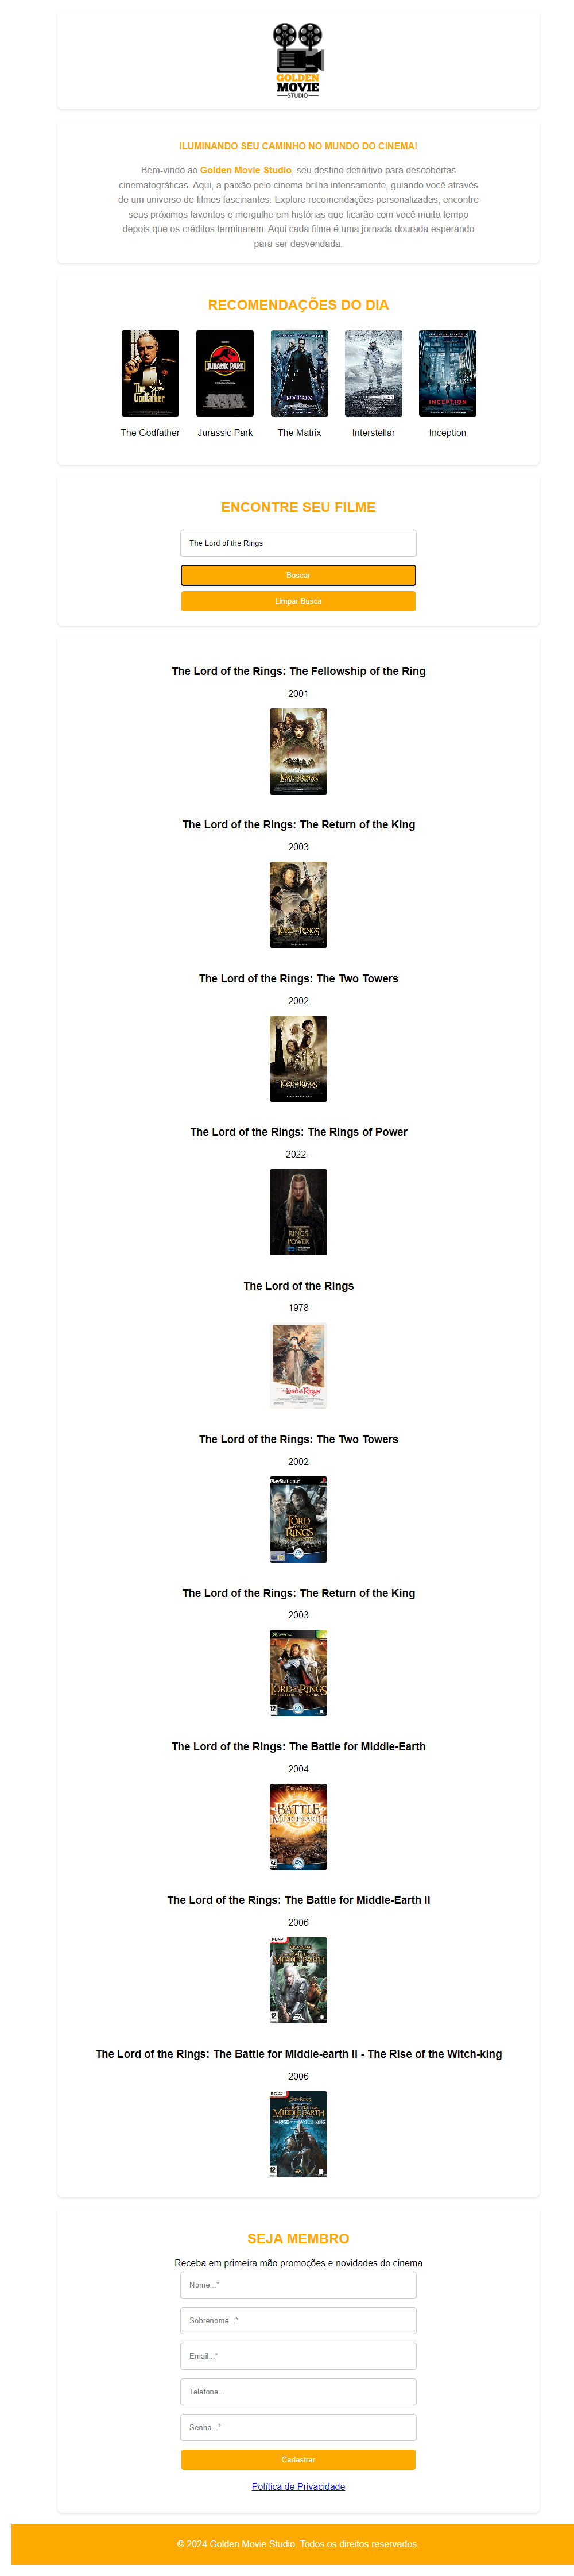 GOLDEN
MOVIE
STUDIO
ILUMINANDO SEU CAMINHO NO MUNDO DO CINEMA!
Bem-vindo ao Golden Movie Studio, seu destino definitivo para descobertas
cinematográficas. Aqui, a paixão pelo cinema brilha intensamente, guiando você através
de um universo de filmes fascinantes. Explore recomendações personalizadas, encontre
seus próximos favoritos e mergulhe em histórias que ficarão com você muito tempo
depois que os créditos terminarem. Aqui cada filme é uma jornada dourada esperando
para ser desvendada.
RECOMENDAÇÕES DO DIA
The Godfather
JURASSIC PARK
MATRIX
INCEPTION
The Godfather Jurassic Park The Matrix Interstellar Inception
ENCONTRE SEU FILME
The Lord of the Rings
Buscar
Limpar Busca
The Lord of the Rings: The Fellowship of the Ring
2001
The Lord of the Rings: The Return of the King
2003
The Lord of the Rings: The Two Towers
2002
The Lord of the Rings: The Rings of Power
2022–
The Lord of the Rings
1978
The Lord of the Rings: The Two Towers
2002
PlayStation 2
The Lord of the Rings: The Return of the King
2003
The Lord of the Rings: The Battle for Middle-Earth
2004
The Lord of the Rings: The Battle for Middle-Earth II
2006
The Lord of the Rings: The Battle for Middle-earth II - The Rise of the Witch-king
2006
SEJA MEMBRO
Receba em primeira mão promoções e novidades do cinema
Nome...*
Sobrenome...*
Email...*
Telefone...
Senha...*
Cadastrar
Política de Privacidade
© 2024 Golden Movie Studio. Todos os direitos reservados.